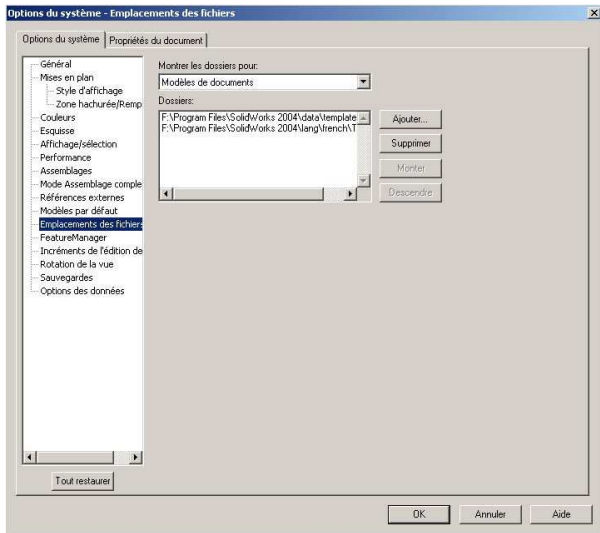 Options du système - Emplacements des fichiers
Options du système
Propriétés du document
Général
Mises en plan
Style d'affichage
Zone hachurée/Remp
Couleurs
Esquisse
Affichage/sélection
Performance
Assemblages
Mode Assemblage comple
Références externes
Modèles par défaut
Emplacements des fichiers
FeatureManager
Incréments de l'édition de
Rotation de la vue
Sauvegardes
Options des données
Tout restaurer
Montrer les dossiers pour:
Modèles de documents
Dossiers:
F:\Program Files\SolidWorks 2004\data\template
F:\Program Files\SolidWorks 2004\lang\french\T
Ajouter...
Supprimer
Monter
Descendre
OK
Annuler
Aide